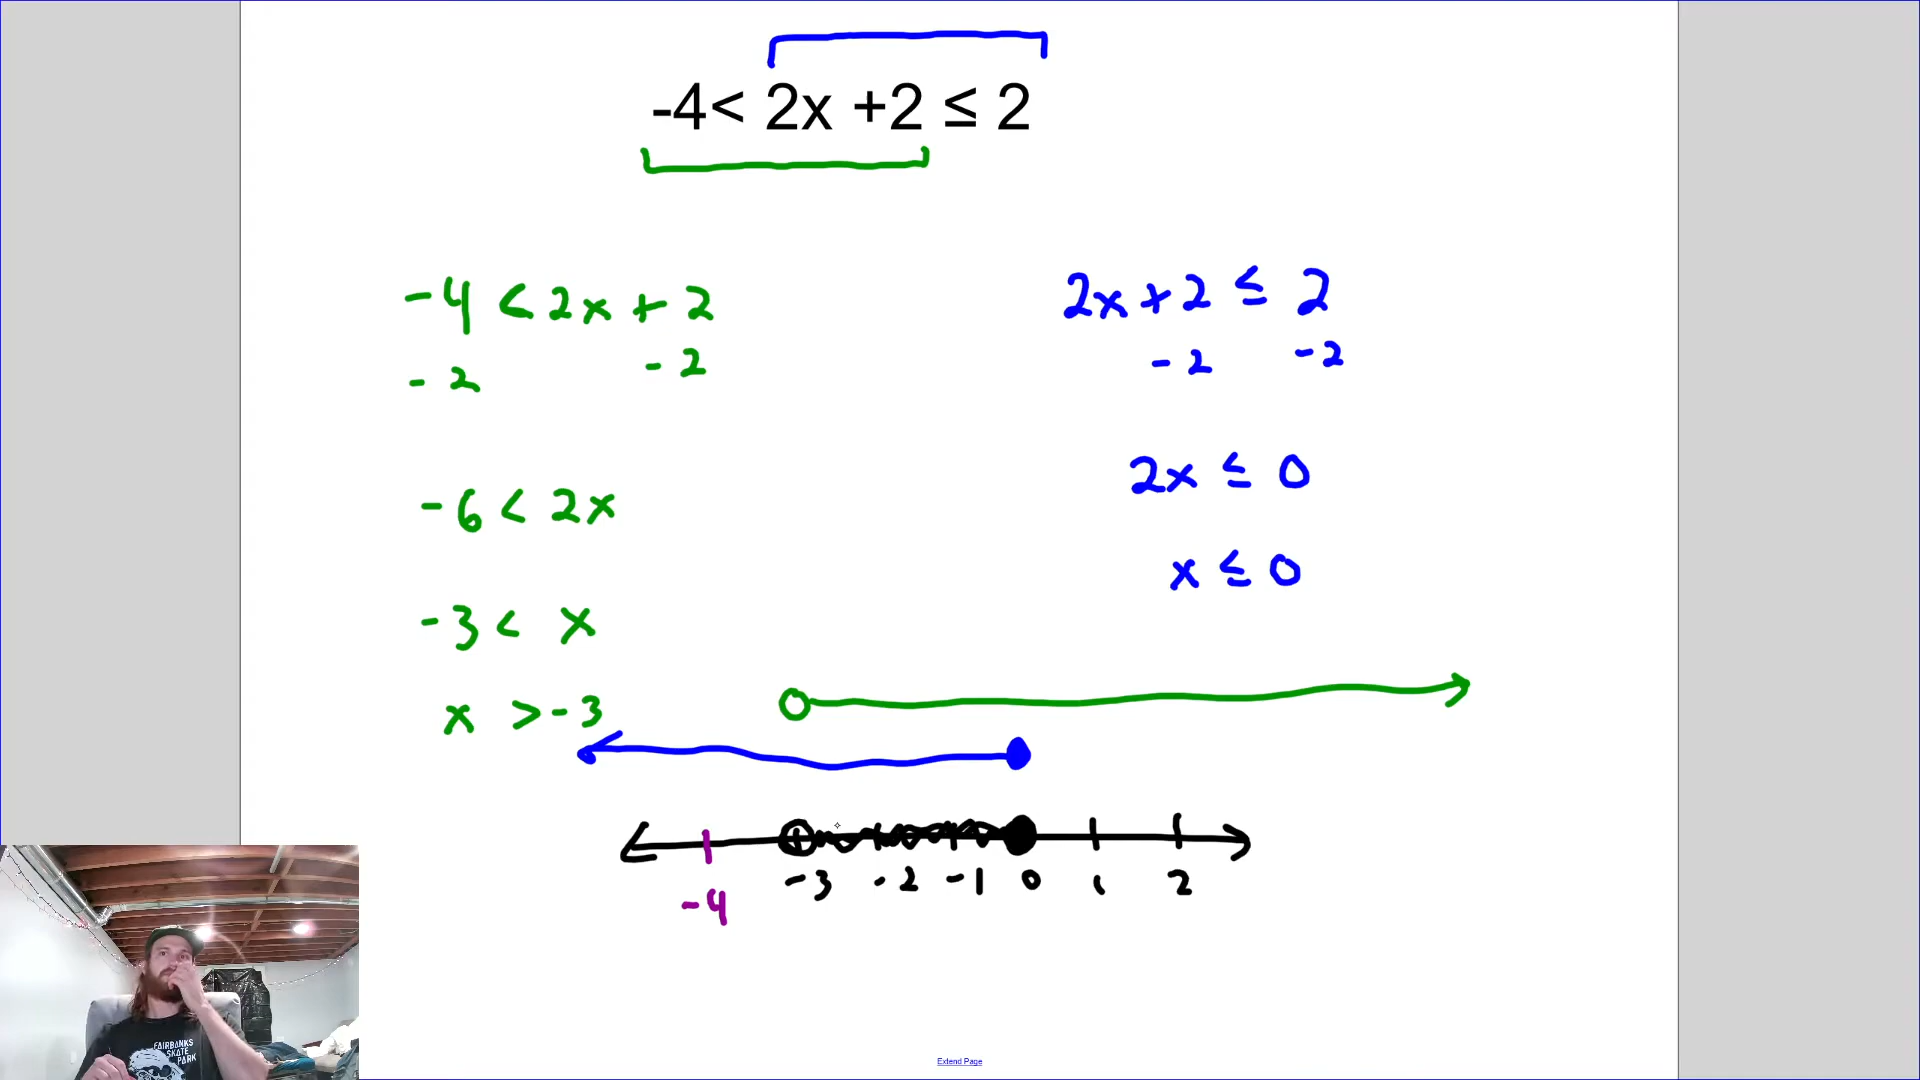 -4< 2x +2 ≤ 2
-4 < 2x + 2
-2 -2
-6 < 2x
-3 < x
x > -3
2x + 2 ≤ 2
-2 -2
2x ≤ 0
x ≤ 0
-4 -3 -2 -1 0 1 2
FAIRBANKS
SKATE
PARK
Extend Page